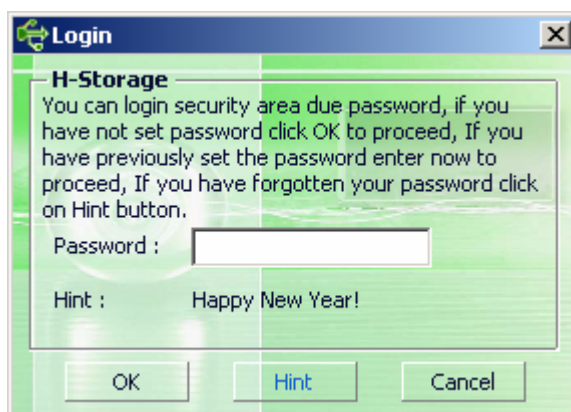 Login
H-Storage
You can login security area due password, if you
have not set password click OK to proceed, If you
have previously set the password enter now to
proceed, If you have forgotten your password click
on Hint button.
Password :
Hint : Happy New Year!
OK Hint Cancel